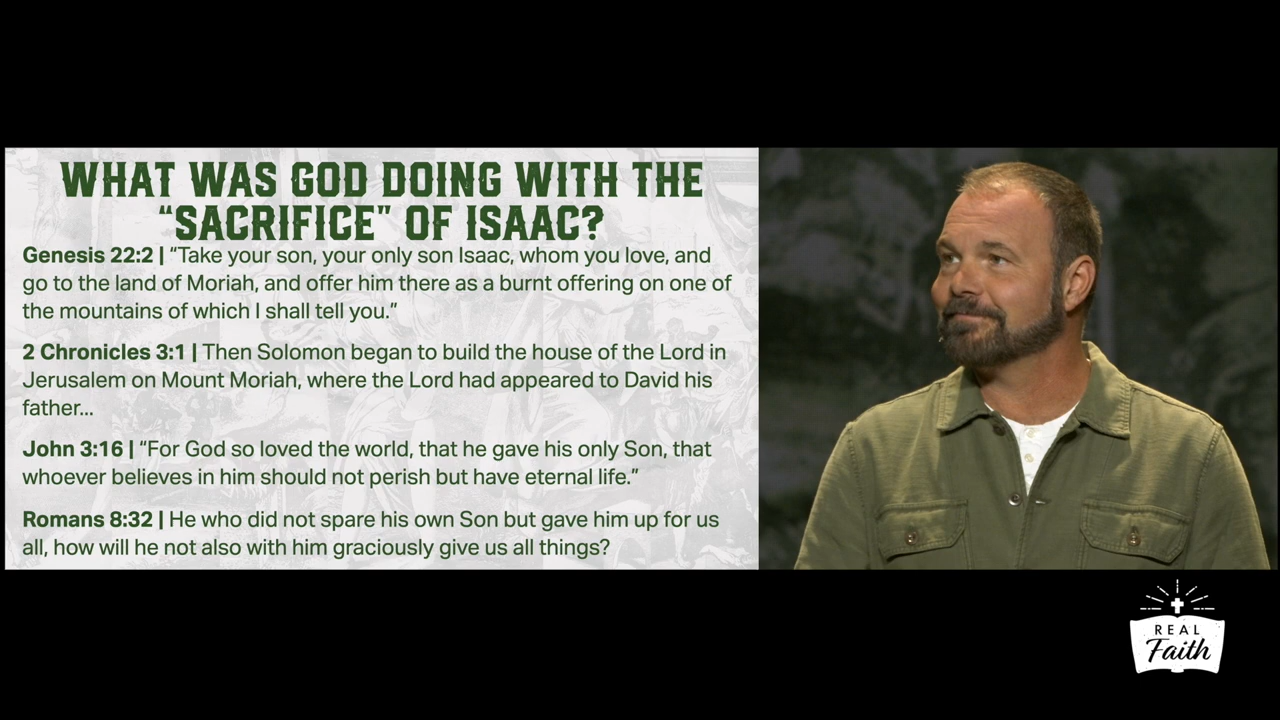 WHAT WAS GOD DOING WITH THE
“SACRIFICE” OF ISAAC?
Genesis 22:2 | “Take your son, your only son Isaac, whom you love, and
go to the land of Moriah, and offer him there as a burnt offering on one of
the mountains of which I shall tell you.”
2 Chronicles 3:1 | Then Solomon began to build the house of the Lord in
Jerusalem on Mount Moriah, where the Lord had appeared to David his
father...
John 3:16 | “For God so loved the world, that he gave his only Son, that
whoever believes in him should not perish but have eternal life.”
Romans 8:32 | He who did not spare his own Son but gave him up for us
all, how will he not also with him graciously give us all things?
REAL
Faith